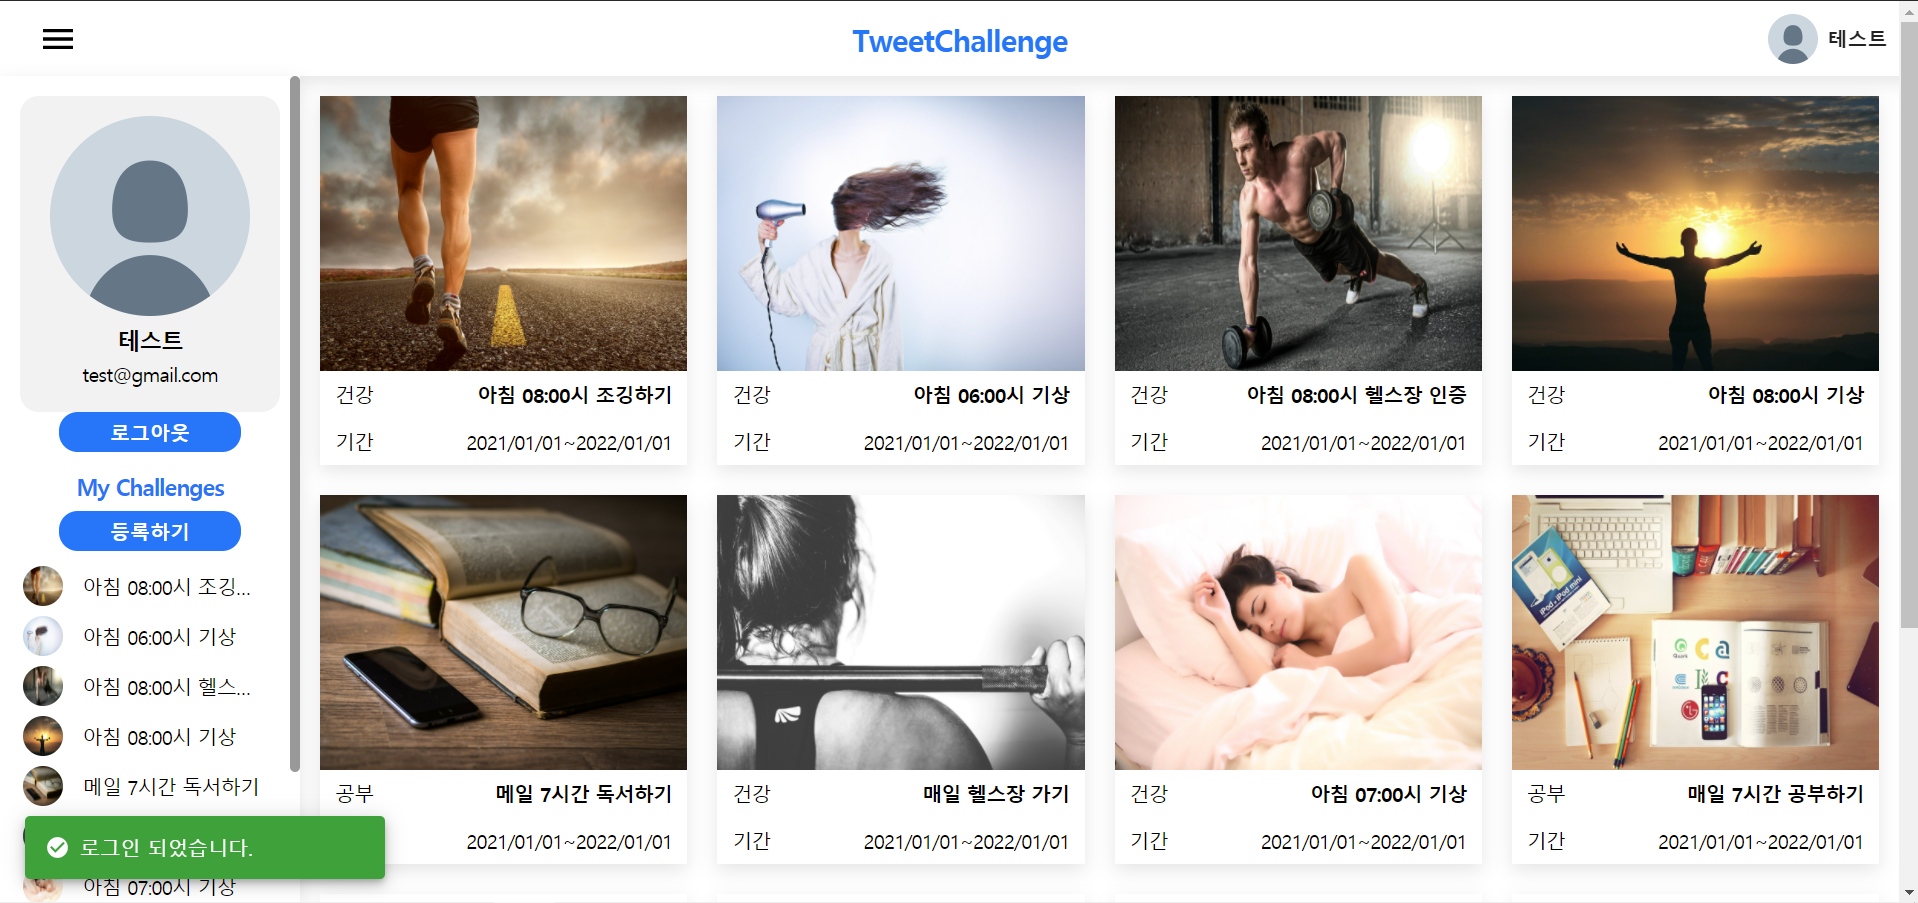 TweetChallenge
테스트
테스트
test@gmail.com
로그아웃
My Challenges
등록하기
아침 08:00시 조깅...
아침 06:00시 기상
아침 08:00시 헬스...
아침 08:00시 기상
메일 7시간 독서하기
아침 07:00시 기상
로그인 되었습니다.
건강 아침 08:00시 조깅하기
기간 2021/01/01~2022/01/01
건강 아침 06:00시 기상
기간 2021/01/01~2022/01/01
건강 아침 08:00시 헬스장 인증
기간 2021/01/01~2022/01/01
건강 아침 08:00시 기상
기간 2021/01/01~2022/01/01
공부 메일 7시간 독서하기
2021/01/01~2022/01/01
건강 매일 헬스장 가기
기간 2021/01/01~2022/01/01
건강 아침 07:00시 기상
기간 2021/01/01~2022/01/01
iPod + iPod mini
Quark
LG
공부 매일 7시간 공부하기
기간 2021/01/01~2022/01/01